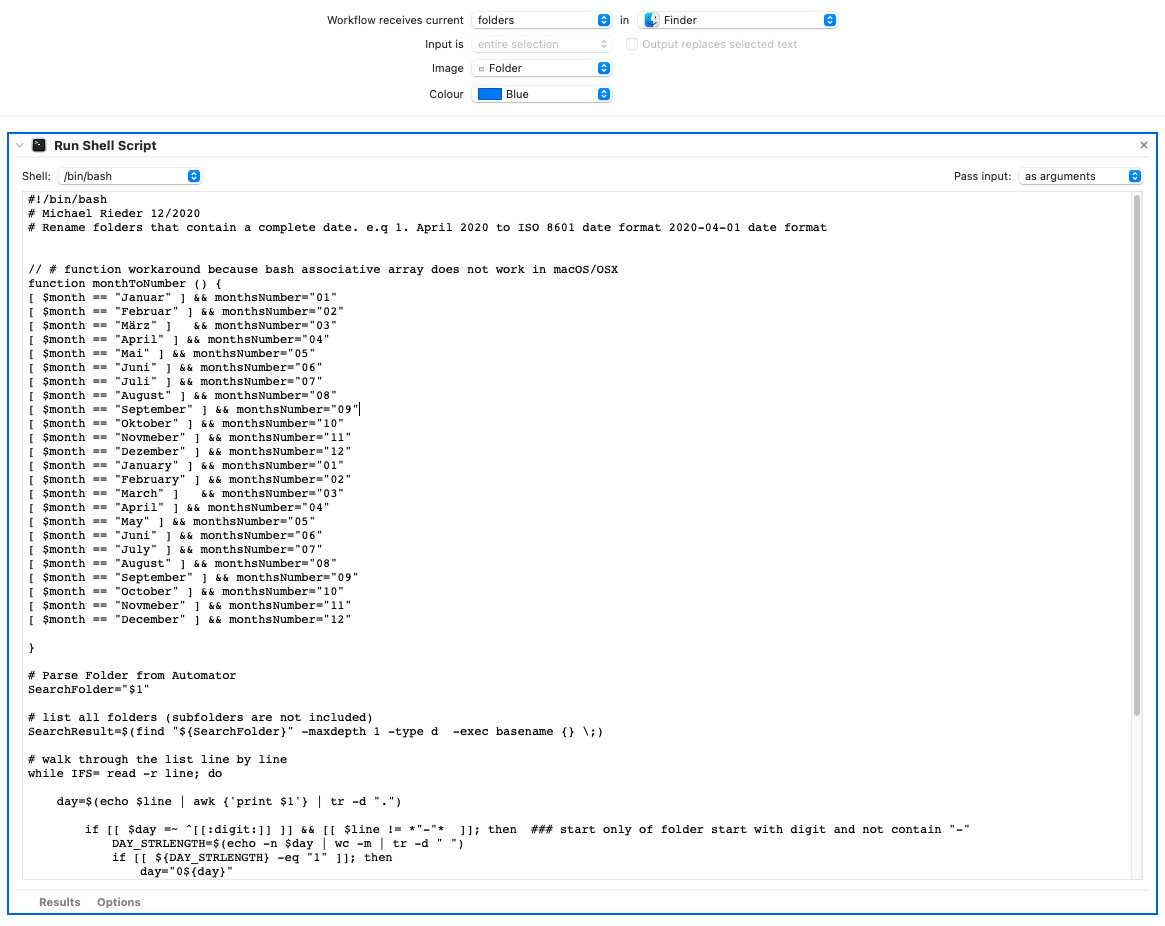 Workflow receives current folders in Finder
Input is entire selection Output replaces selected text
Image Folder
Colour Blue
Run Shell Script
Shell: /bin/bash Pass input: as arguments
#!/bin/bash
# Michael Rieder 12/2020
# Rename folders that contain a complete date. e.q 1. April 2020 to ISO 8601 date format 2020-04-01 date format
// # function workaround because bash associative array does not work in macOS/OSX
function monthToNumber () {
[ $month == "Januar" ] && monthsNumber="01"
[ $month == "Februar" ] && monthsNumber="02"
[ $month == "März" ]   && monthsNumber="03"
[ $month == "April" ] && monthsNumber="04"
[ $month == "Mai" ] && monthsNumber="05"
[ $month == "Juni" ] && monthsNumber="06"
[ $month == "Juli" ] && monthsNumber="07"
[ $month == "August" ] && monthsNumber="08"
[ $month == "September" ] && monthsNumber="09"
[ $month == "Oktober" ] && monthsNumber="10"
[ $month == "Novmeber" ] && monthsNumber="11"
[ $month == "Dezember" ] && monthsNumber="12"
[ $month == "January" ] && monthsNumber="01"
[ $month == "February" ] && monthsNumber="02"
[ $month == "March" ]   && monthsNumber="03"
[ $month == "April" ] && monthsNumber="04"
[ $month == "May" ] && monthsNumber="05"
[ $month == "Juni" ] && monthsNumber="06"
[ $month == "July" ] && monthsNumber="07"
[ $month == "August" ] && monthsNumber="08"
[ $month == "September" ] && monthsNumber="09"
[ $month == "October" ] && monthsNumber="10"
[ $month == "Novmeber" ] && monthsNumber="11"
[ $month == "December" ] && monthsNumber="12"
}
# Parse Folder from Automator
SearchFolder="$1"
# list all folders (subfolders are not included)
SearchResult=$(find "${SearchFolder}" -maxdepth 1 -type d  -exec basename {} \;)
# walk through the list line by line
while IFS= read -r line; do
day=$(echo $line | awk {'print $1'} | tr -d ".")
if [[ $day =~ ^[[:digit:]] ]] && [[ $line != *"-"*  ]]; then  ### start only of folder start with digit and not contain "-"
DAY_STRLENGTH=$(echo -n $day | wc -m | tr -d " ")
if [[ ${DAY_STRLENGTH} -eq "1" ]]; then
day="0${day}"
Results Options